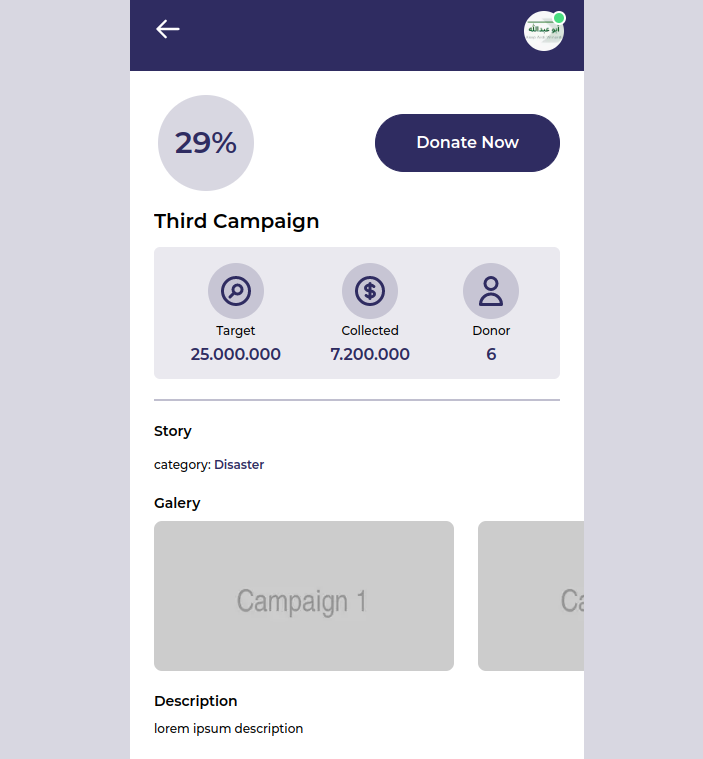 أبو عبدالله
29%
Donate Now
Third Campaign
Target
25.000.000
Collected
7.200.000
Donor
6
Story
category: Disaster
Galery
Campaign 1
Ca
Description
lorem ipsum description